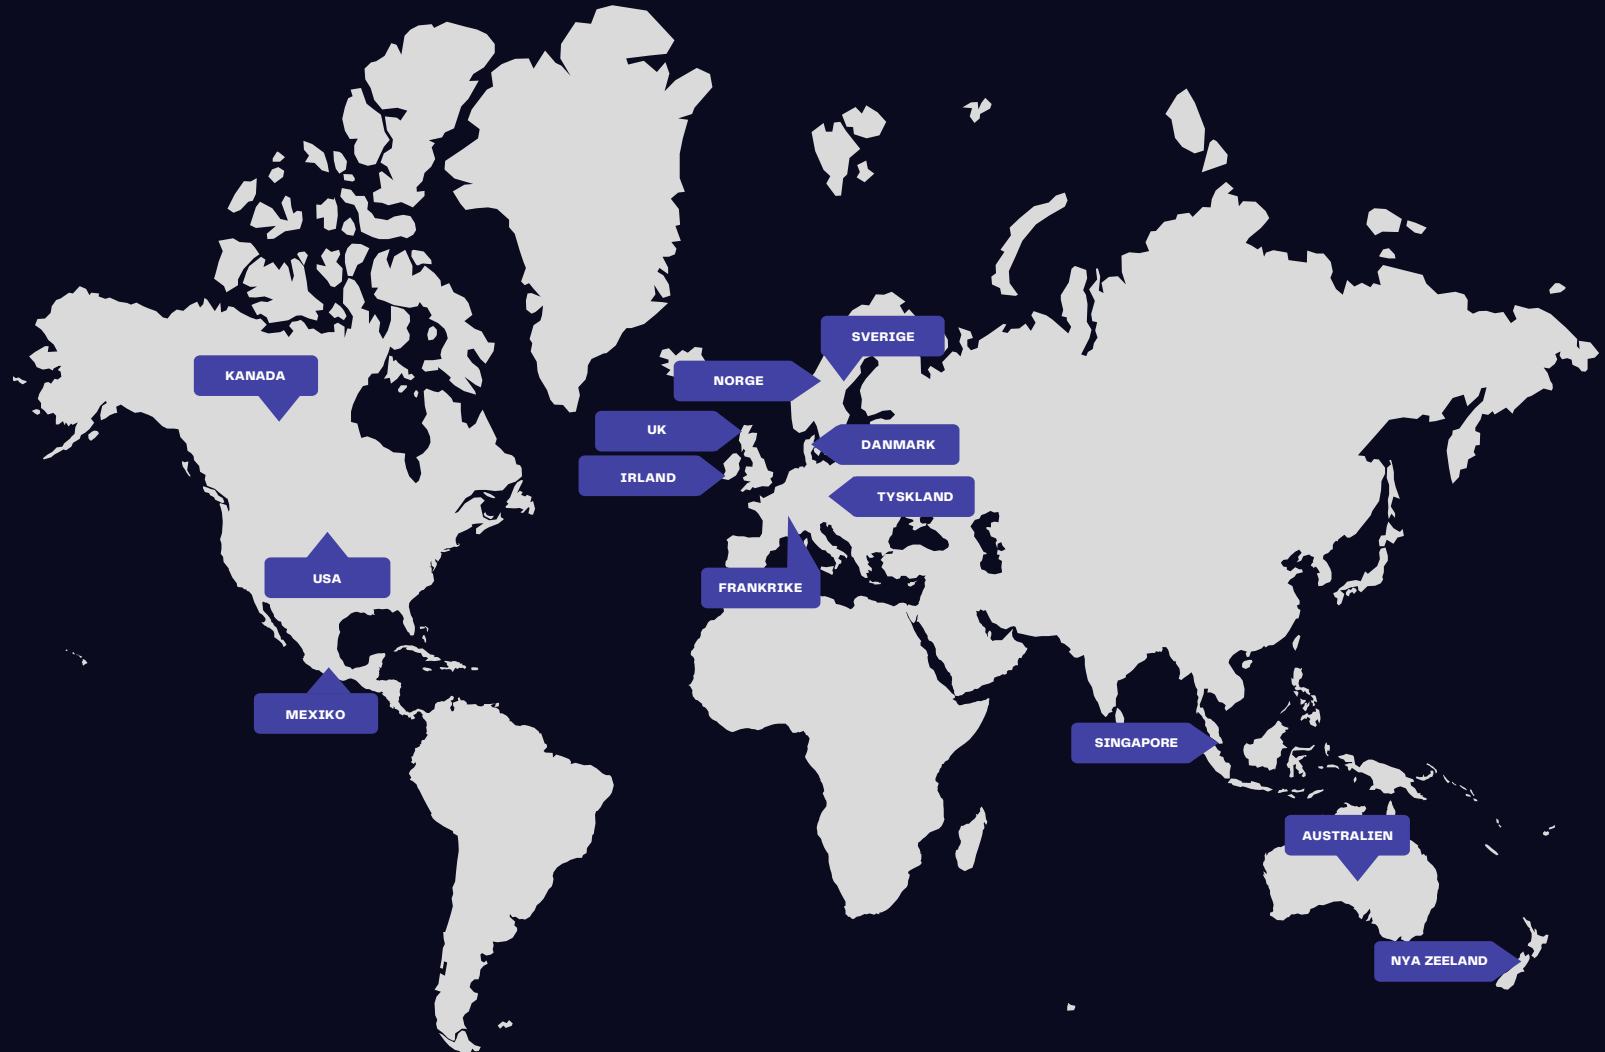 SVERIGE
KANADA
NORGE
UK
DANMARK
IRLAND
TYSKLAND
USA
FRANKRIKE
MEXIKO
SINGAPORE
AUSTRALIEN
NYA ZEELAND